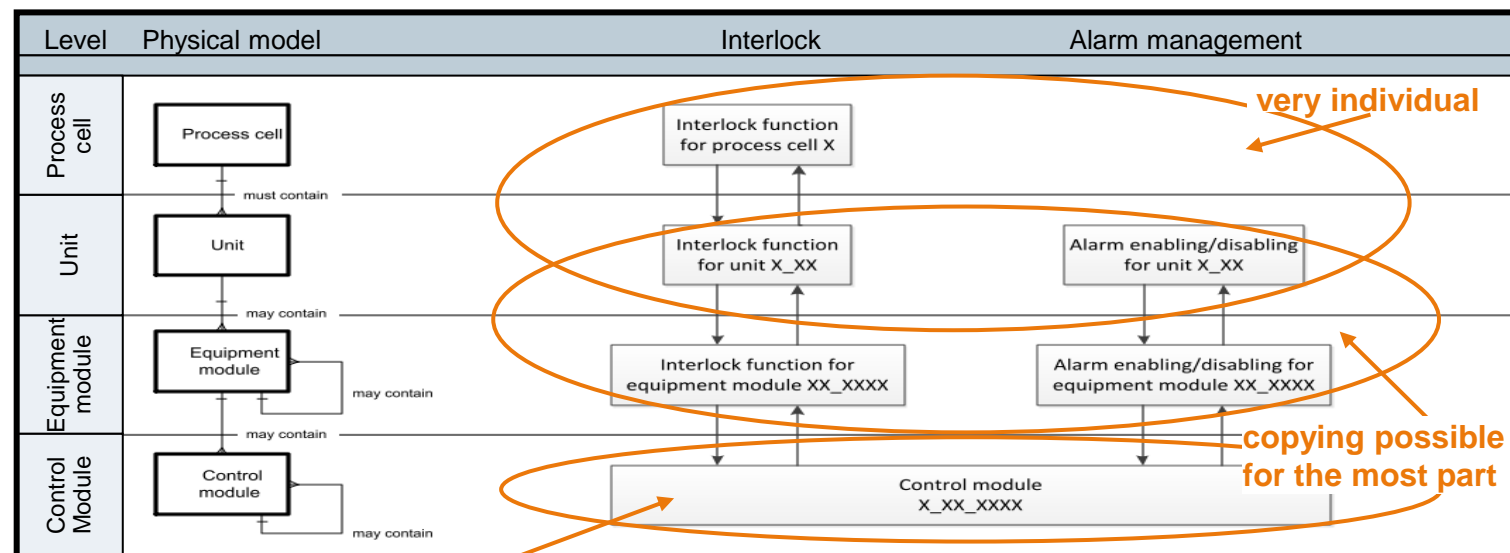 Level Physical model Interlock Alarm management
Process
cell
Process cell
Interlock function
for process cell X
very individual
must contain
Unit
Unit
Interlock function
for unit X_XX
Alarm enabling/disabling
for unit X_XX
may contain
Equipment
module
Equipment
module
may contain
Interlock function for
equipment module XX_XXXX
Alarm enabling/disabling for
equipment module XX_XXXX
may contain
copying possible
for the most part
Control
Module
Control
module
may contain
Control module
X_XX_XXXX